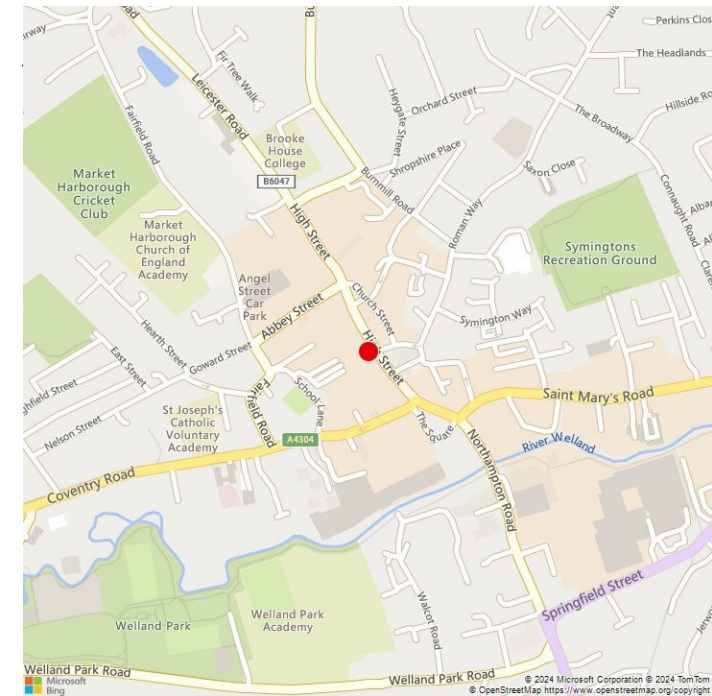 Perkins Clos
The Headlands
Hillside Ro
The Broadway
Orchard Street
Heygate Street
Fir Tree Walk
Leicester Road
Fairfield Road
Brooke
House
College
Shropshire Place
Saxon Close
B6047
Burnmill Road
Connaught Road
Market
Harborough
Cricket
Club
High Street
Roman Way
Market
Harborough
Church of
England
Academy
Symingtons
Recreation Ground
Angel
Street
Car
Park
Church Street
Abbey Street
Symington Way
Hearth Street
East Street
Goward Street
High Street
School Lane
Fairfield Road
Saint Mary's Road
ghfield Street
Nelson Street
St Joseph's
Catholic
Voluntary
Academy
The Square
A4304
River Welland
Northampton Road
Coventry Road
Springfield Street
Welland Park
Welland Park
Academy
Walcot Road
Welland Park Road
Welland Park Road
Microsoft
Bing
© 2024 Microsoft Corporation © 2024 TomTom
© OpenStreetMap https://www.openstreetmap.org/copyright